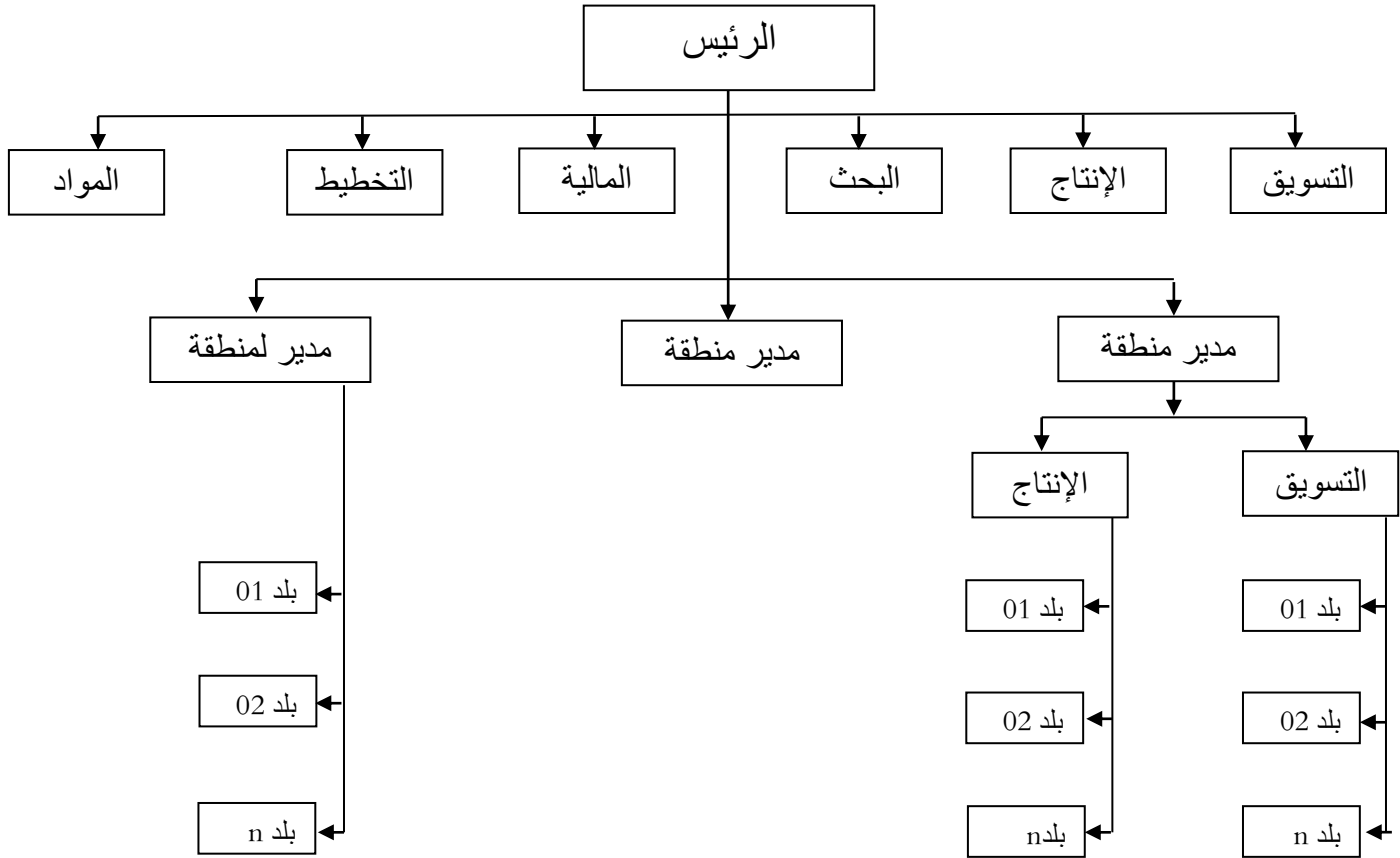 الرئيس
التسويق
الإنتاج
البحث
المالية
التخطيط
المواد
مدير منطقة
مدير منطقة
مدير لمنطقة
التسويق
الإنتاج
بلد 01
بلد 01
بلد 01
بلد 02
بلد 02
بلد 02
بلد n
بلدn
بلد n